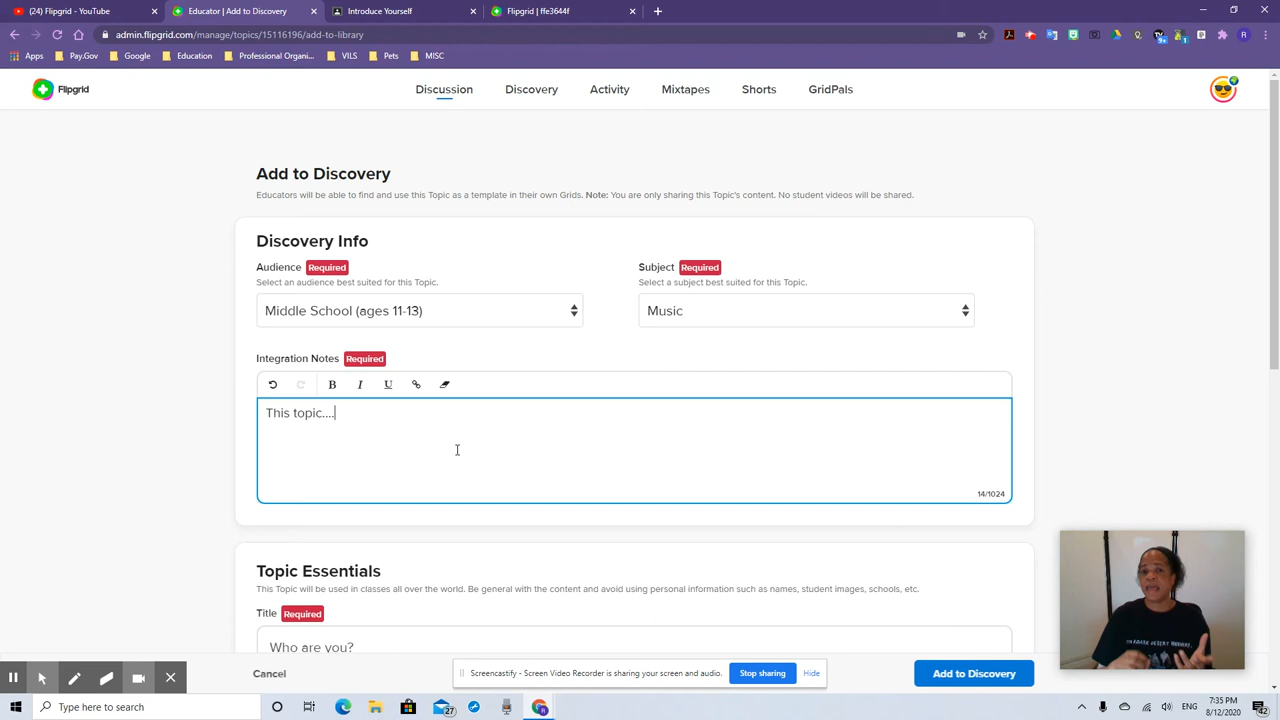 (24) Flipgrid - YouTube
Educator | Add to Discovery
Introduce Yourself
Flipgrid | ffe3644f
admin.flipgrid.com/manage/topics/15116196/add-to-library
Apps
Pay.Gov
Google
Education
Professional Organi...
VILS
Pets
MISC
Flipgrid
Discussion
Discovery
Activity
Mixtapes
Shorts
GridPals
Add to Discovery
Educators will be able to find and use this Topic as a template in their own Grids. Note: You are only sharing this Topic's content. No student videos will be shared.
Discovery Info
Audience Required
Select an audience best suited for this Topic.
Middle School (ages 11-13)
Subject Required
Select a subject best suited for this Topic.
Music
Integration Notes Required
B I U
This topic....
14/1024
Topic Essentials
This Topic will be used in classes all over the world. Be general with the content and avoid using personal information such as names, student images, schools, etc.
Title Required
Who are you?
Cancel
Screencastify - Screen Video Recorder is sharing your screen and audio.
Stop sharing
Hide
Add to Discovery
Type here to search
27
7:35 PM
8/12/2020
42